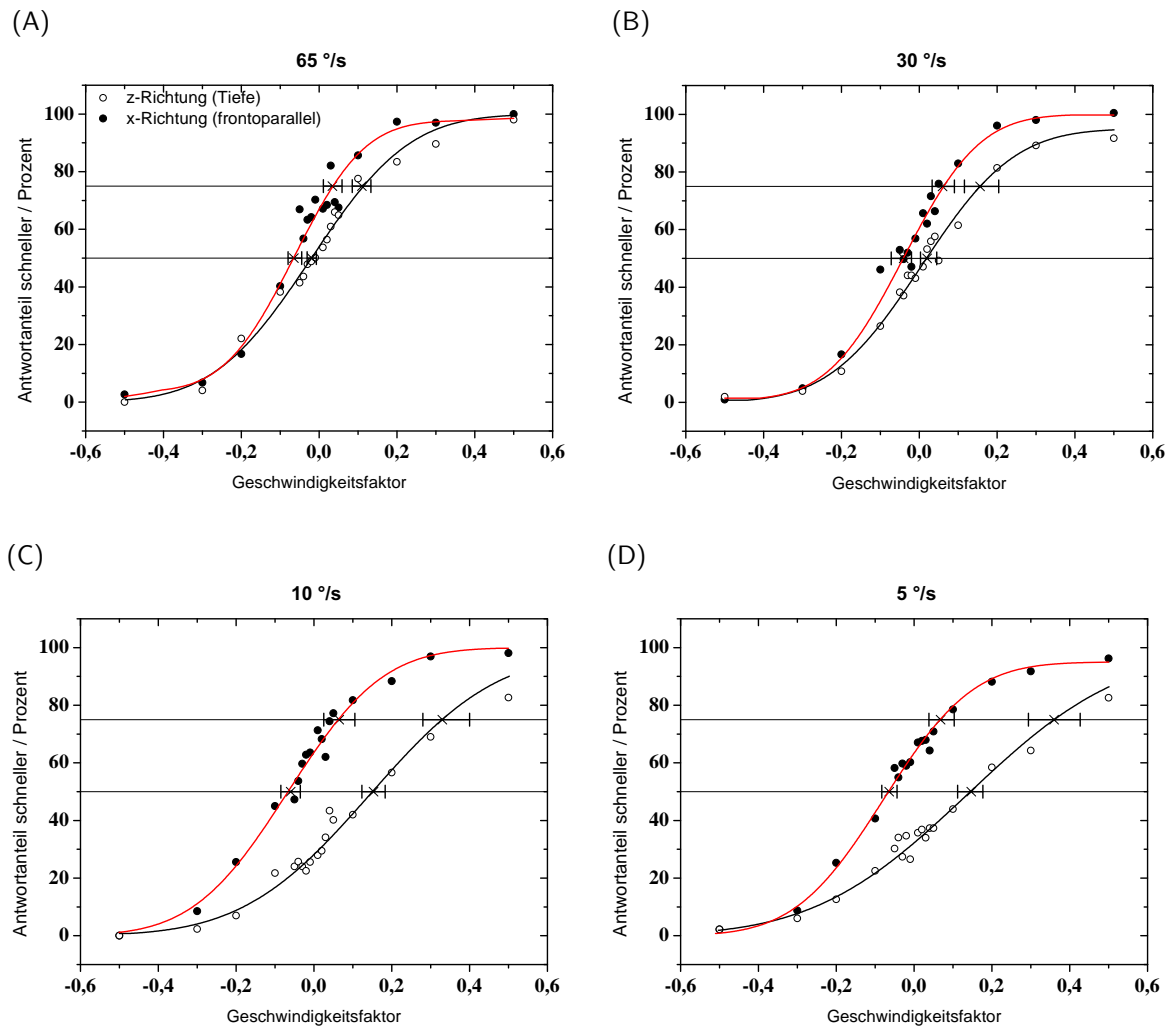 (A)
65 °/s
z-Richtung (Tiefe)
x-Richtung (frontoparallel)
100
80
60
40
20
0
Antwortanteil schneller / Prozent
-0,6 -0,4 -0,2 0,0 0,2 0,4 0,6
Geschwindigkeitsfaktor
(B)
30 °/s
100
80
60
40
20
0
Antwortanteil schneller / Prozent
-0,6 -0,4 -0,2 0,0 0,2 0,4 0,6
Geschwindigkeitsfaktor
(C)
10 °/s
100
80
60
40
20
0
Antwortanteil schneller / Prozent
-0,6 -0,4 -0,2 0,0 0,2 0,4 0,6
Geschwindigkeitsfaktor
(D)
5 °/s
100
80
60
40
20
0
Antwortanteil schneller / Prozent
-0,6 -0,4 -0,2 0,0 0,2 0,4 0,6
Geschwindigkeitsfaktor